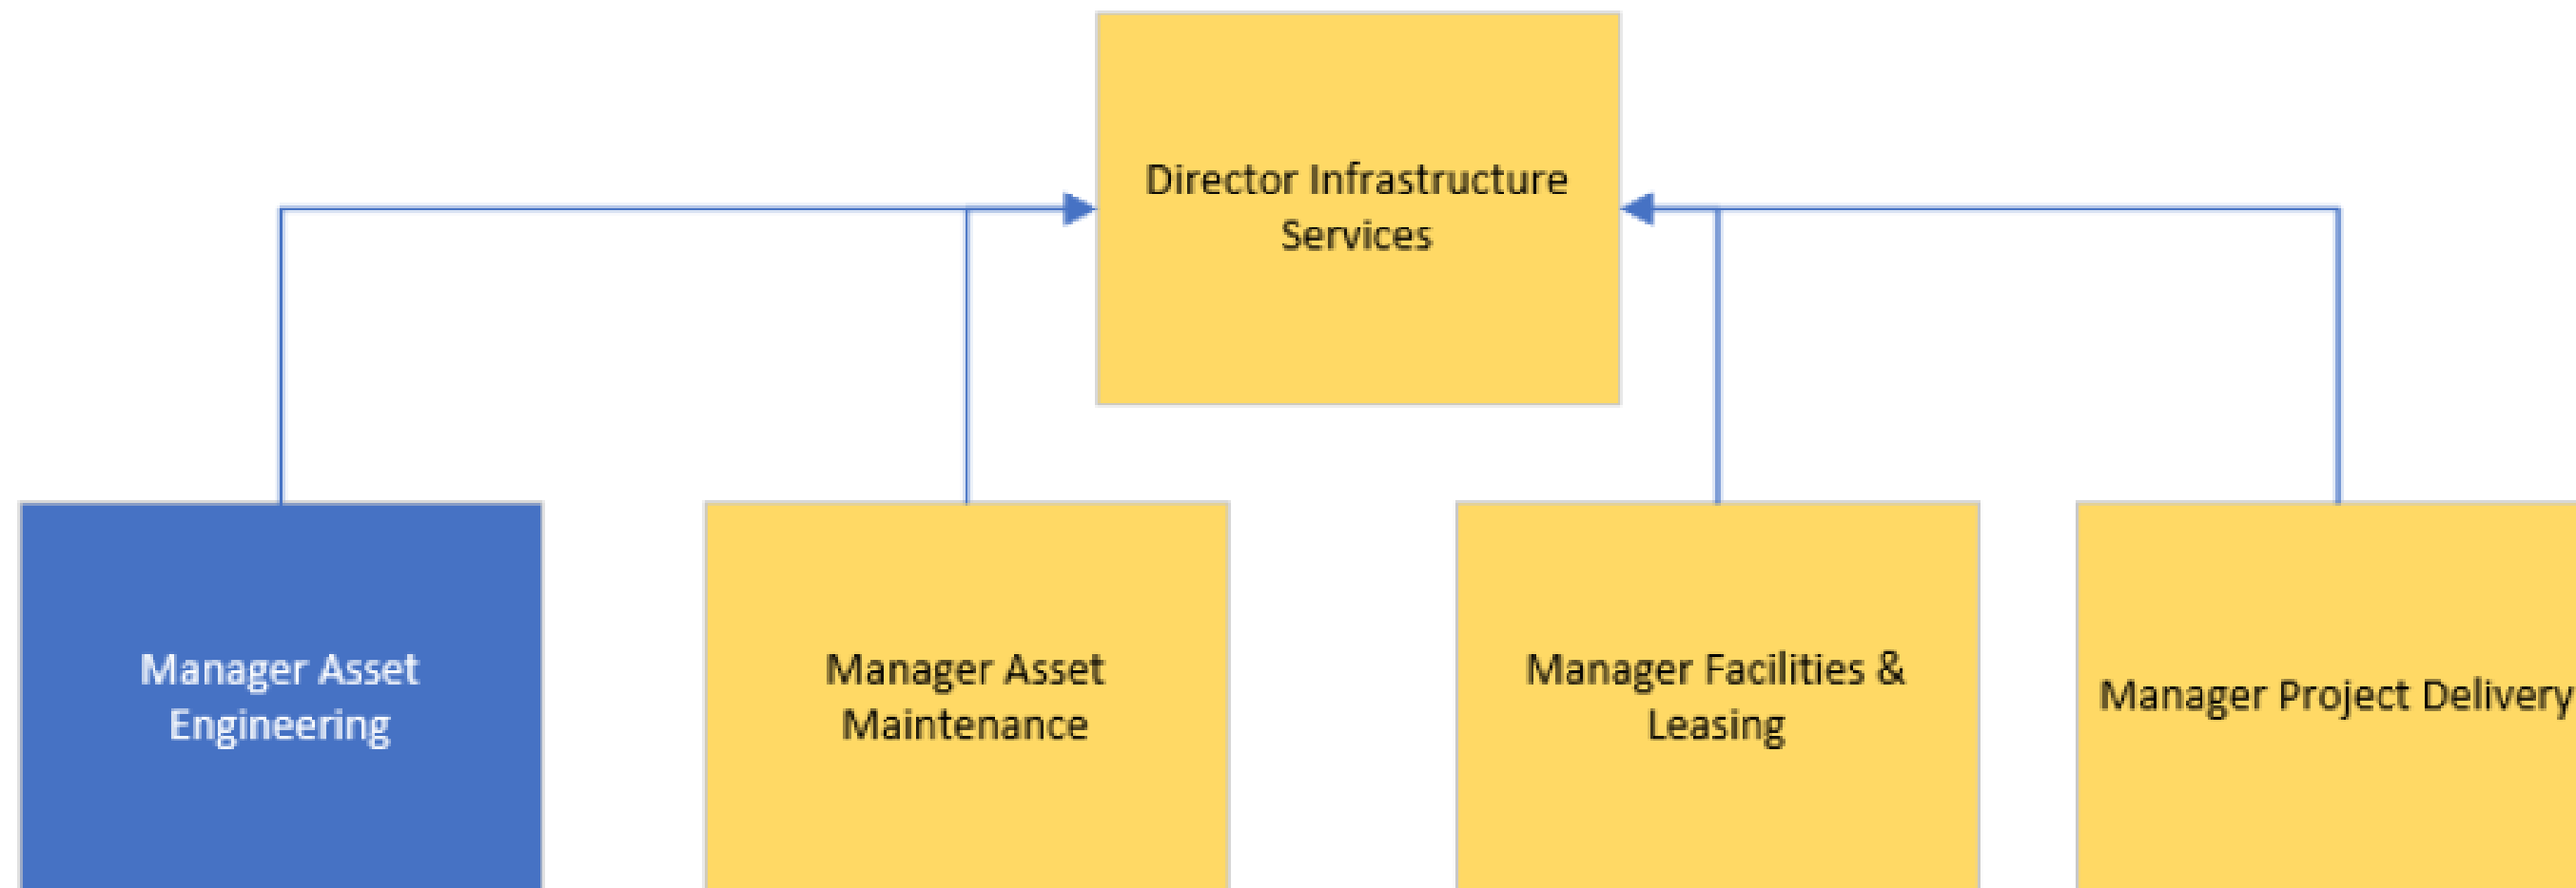 Director Infrastructure
Services
Manager Asset
Engineering
Manager Asset
Maintenance
Manager Facilities &
Leasing
Manager Project Delivery